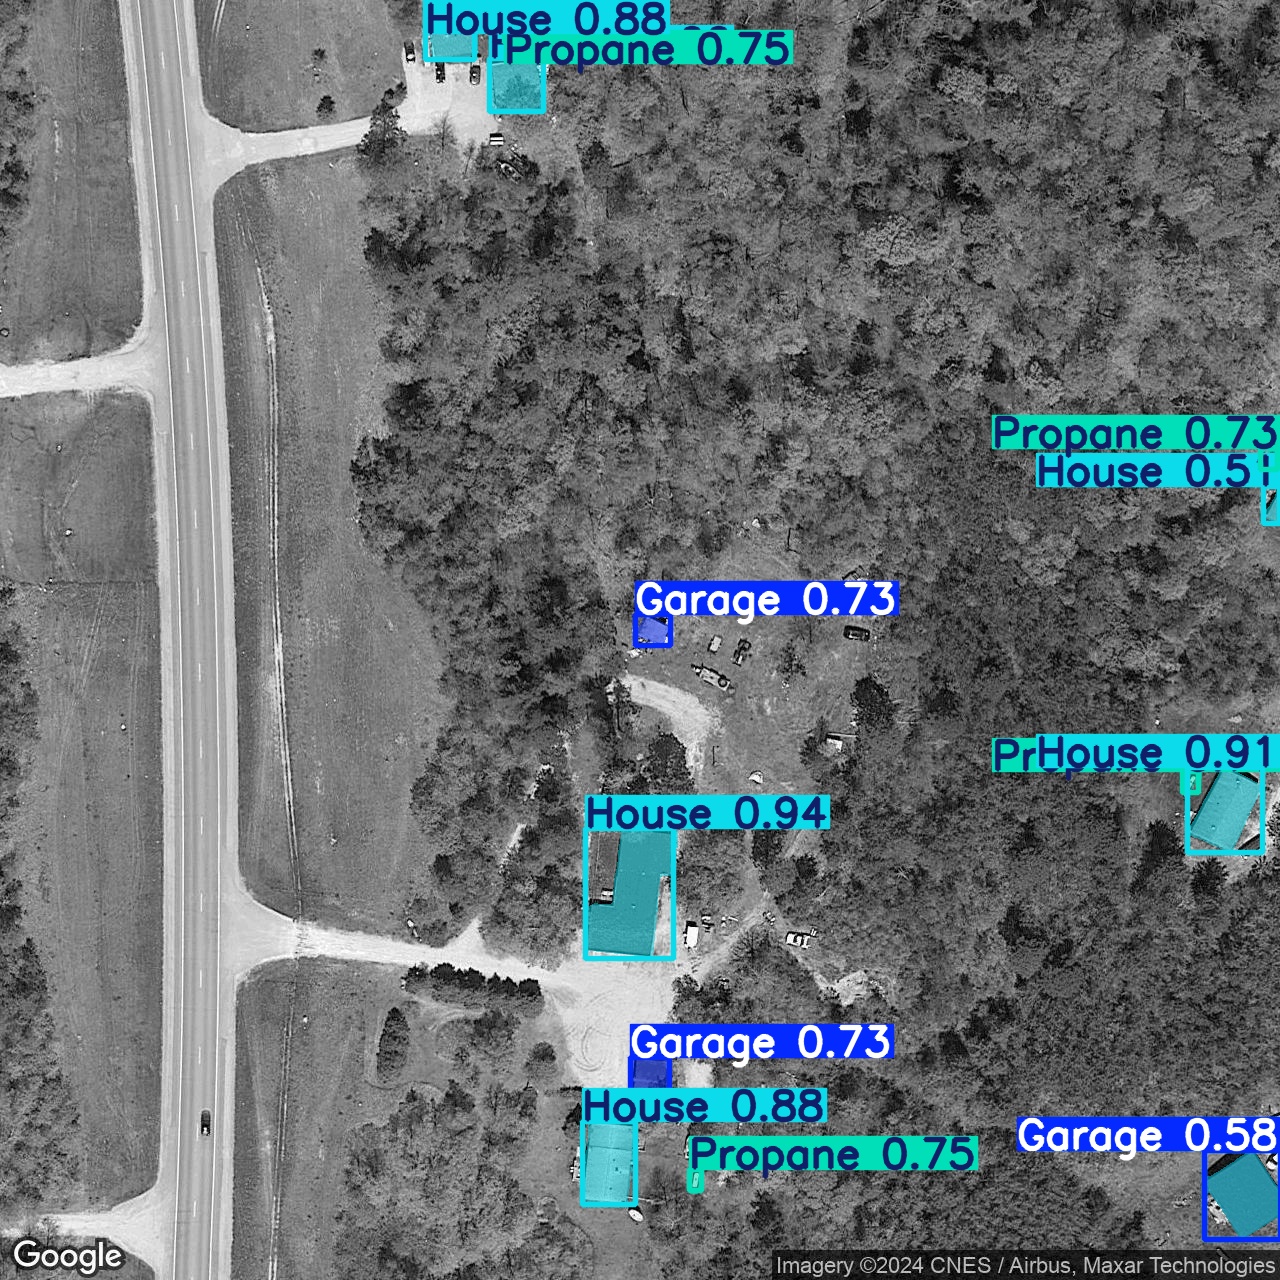 House 0.88
Propane 0.75
Propane 0.73
House 0.51
Garage 0.73
House 0.91
House 0.94
Garage 0.73
House 0.88
Propane 0.75
Garage 0.58
Google
Imagery ©2024 CNES / Airbus, Maxar Technologies